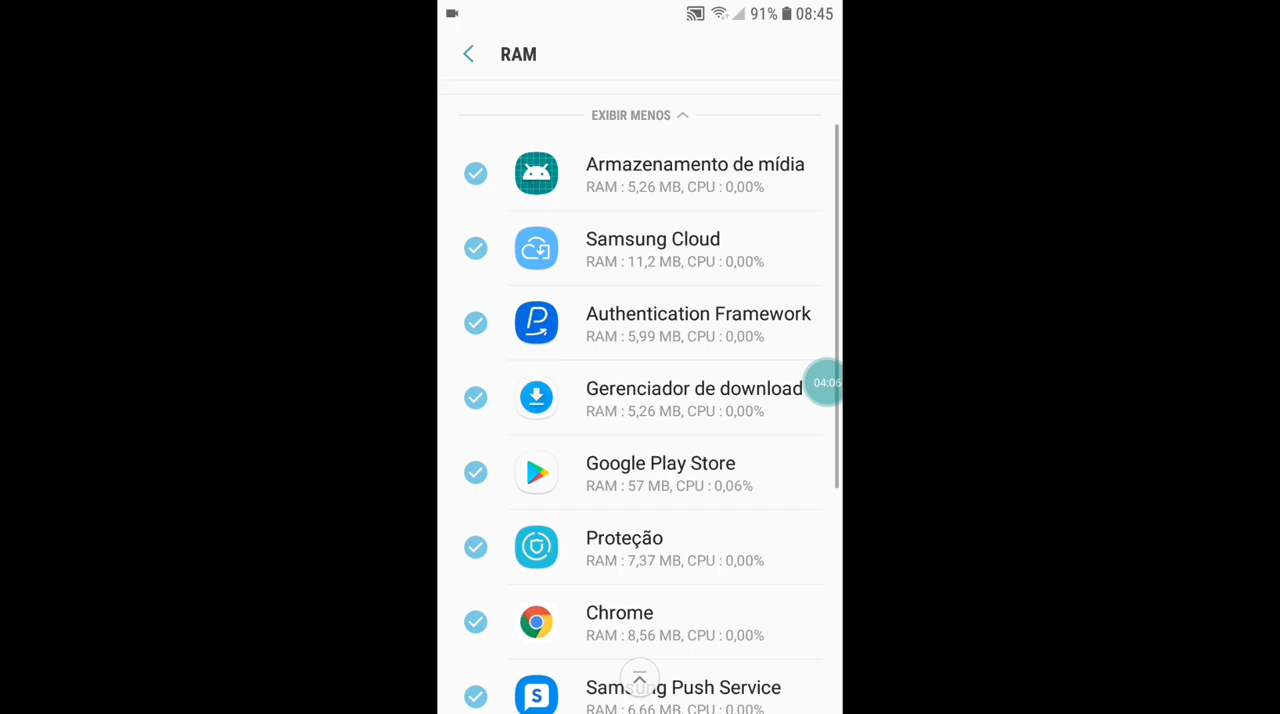 91% 08:45
RAM
EXIBIR MENOS
Armazenamento de mídia
RAM : 5,26 MB, CPU : 0,00%
Samsung Cloud
RAM : 11,2 MB, CPU : 0,00%
Authentication Framework
RAM : 5,99 MB, CPU : 0,00%
04:06
Gerenciador de download
RAM : 5,26 MB, CPU : 0,00%
Google Play Store
RAM : 57 MB, CPU : 0,06%
Proteção
RAM : 7,37 MB, CPU : 0,00%
Chrome
RAM : 8,56 MB, CPU : 0,00%
S
Samsung Push Service
RAM : 6,66 MB, CPU : 0,00%